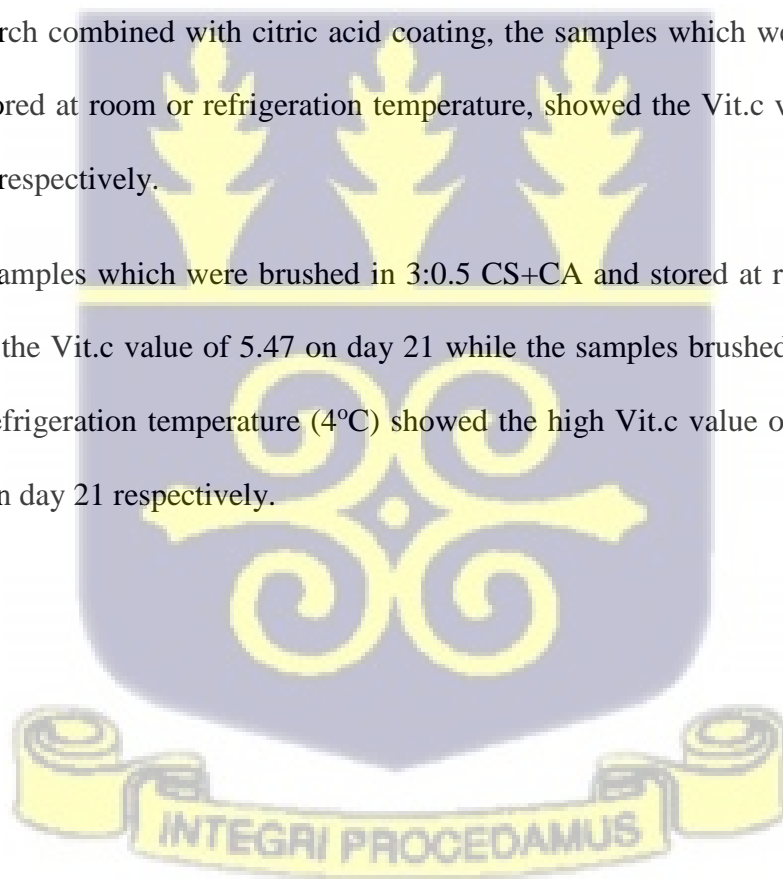 rch combined with citric acid coating, the samples which we
ored at room or refrigeration temperature, showed the Vit.c v
respectively.
amples which were brushed in 3:0.5 CS+CA and stored at r
the Vit.c value of 5.47 on day 21 while the samples brushed
efrigeration temperature (4ºC) showed the high Vit.c value o
n day 21 respectively.
INTEGRI PROCEDAMUS